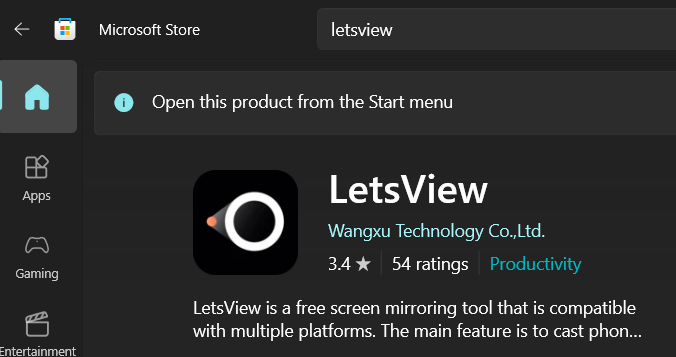 Microsoft Store
letsview
Open this product from the Start menu
Apps
Gaming
Entertainment
LetsView
Wangxu Technology Co.,Ltd.
3.4 ★ 54 ratings Productivity
LetsView is a free screen mirroring tool that is compatible
with multiple platforms. The main feature is to cast phon...